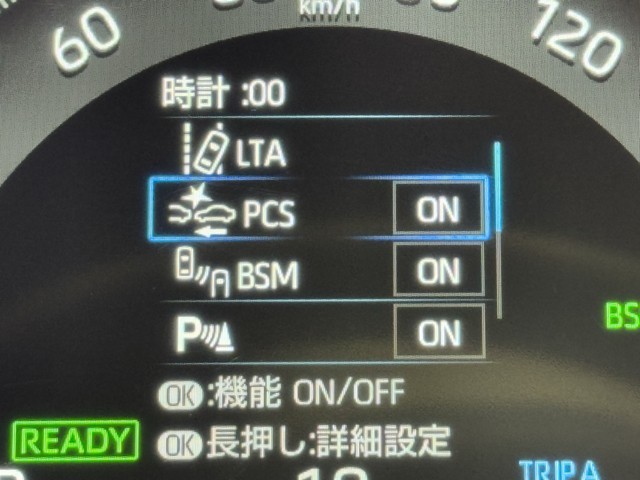 km/h
60
120
時計 :00
LTA
PCS ON
BSM ON
P ON
OK:機能 ON/OFF
READY
OK長押し:詳細設定
TRIP A